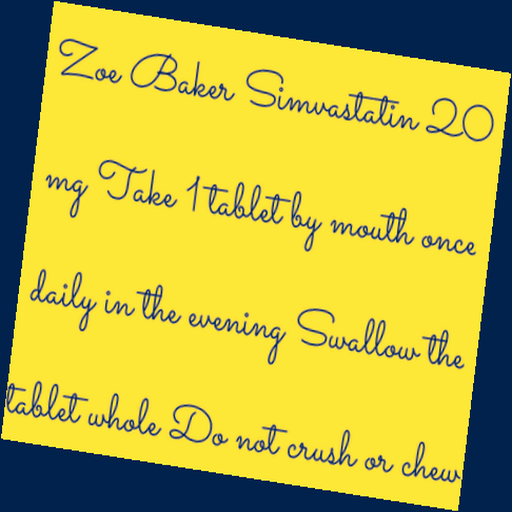 Zoe Baker Simvastatin 20
mg Take 1 tablet by mouth once
daily in the evening Swallow the
tablet whole Do not crush or chew